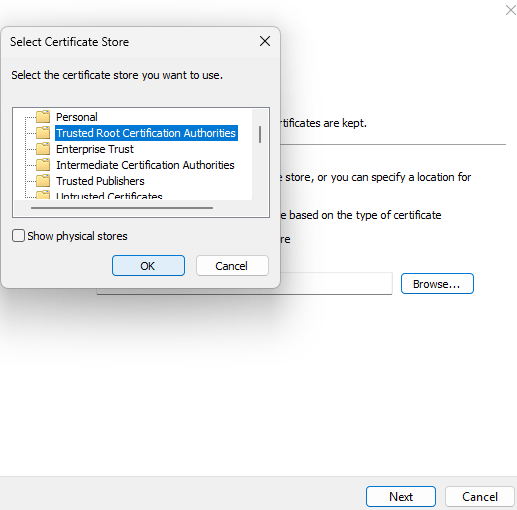 Select Certificate Store
Select the certificate store you want to use.
Personal
Trusted Root Certification Authorities
Enterprise Trust
Intermediate Certification Authorities
Trusted Publishers
Untrusted Certificates
Show physical stores
OK
Cancel
rtificates are kept.
e store, or you can specify a location for
e based on the type of certificate
re
Browse...
Next
Cancel